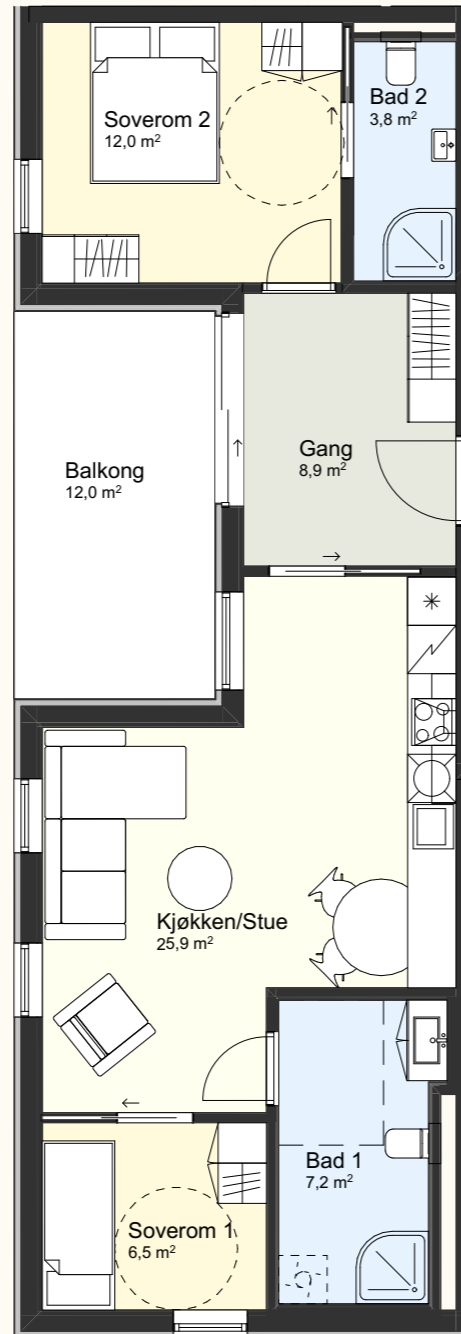 Soverom 2
12,0 m²
Bad 2
3,8 m²
Gang
8,9 m²
Balkong
12,0 m²
Kjøkken/Stue
25,9 m²
Bad 1
7,2 m²
Soverom 1
6,5 m²